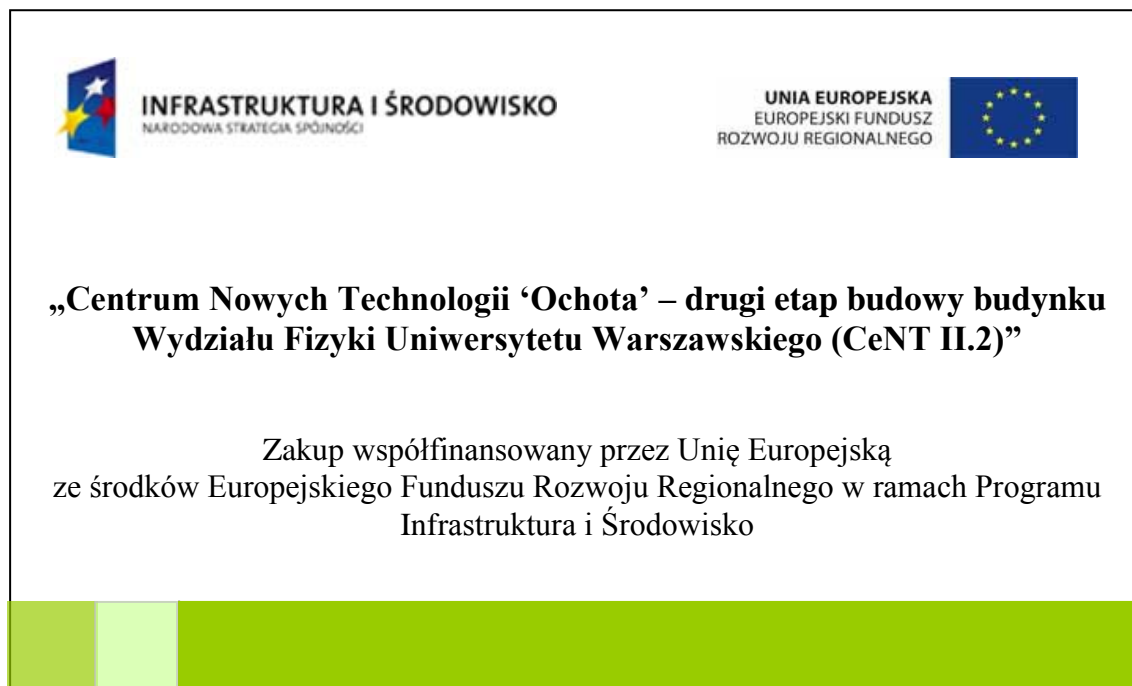 INFRASTRUKTURA I ŚRODOWISKO
NARODOWA STRATEGIA SPÓJNOŚCI
UNIA EUROPEJSKA
EUROPEJSKI FUNDUSZ
ROZWOJU REGIONALNEGO
„Centrum Nowych Technologii ‘Ochota’ – drugi etap budowy budynku
Wydziału Fizyki Uniwersytetu Warszawskiego (CeNT II.2)”
Zakup współfinansowany przez Unię Europejską
ze środków Europejskiego Funduszu Rozwoju Regionalnego w ramach Programu
Infrastruktura i Środowisko